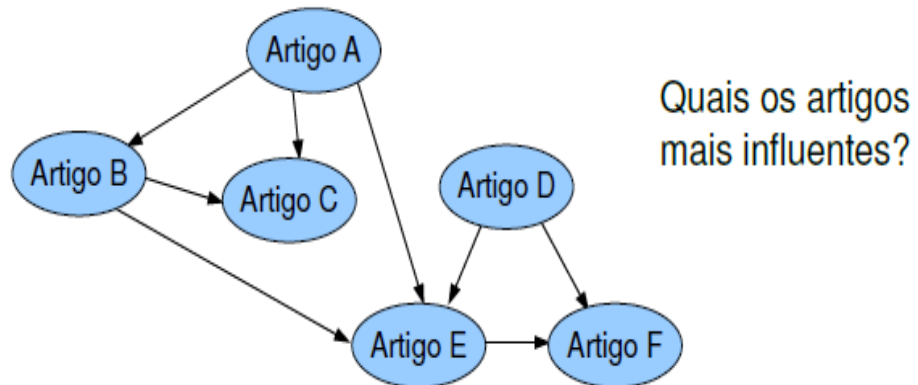 Artigo A
Quais os artigos
mais influentes?
Artigo B
Artigo C
Artigo D
Artigo E
Artigo F